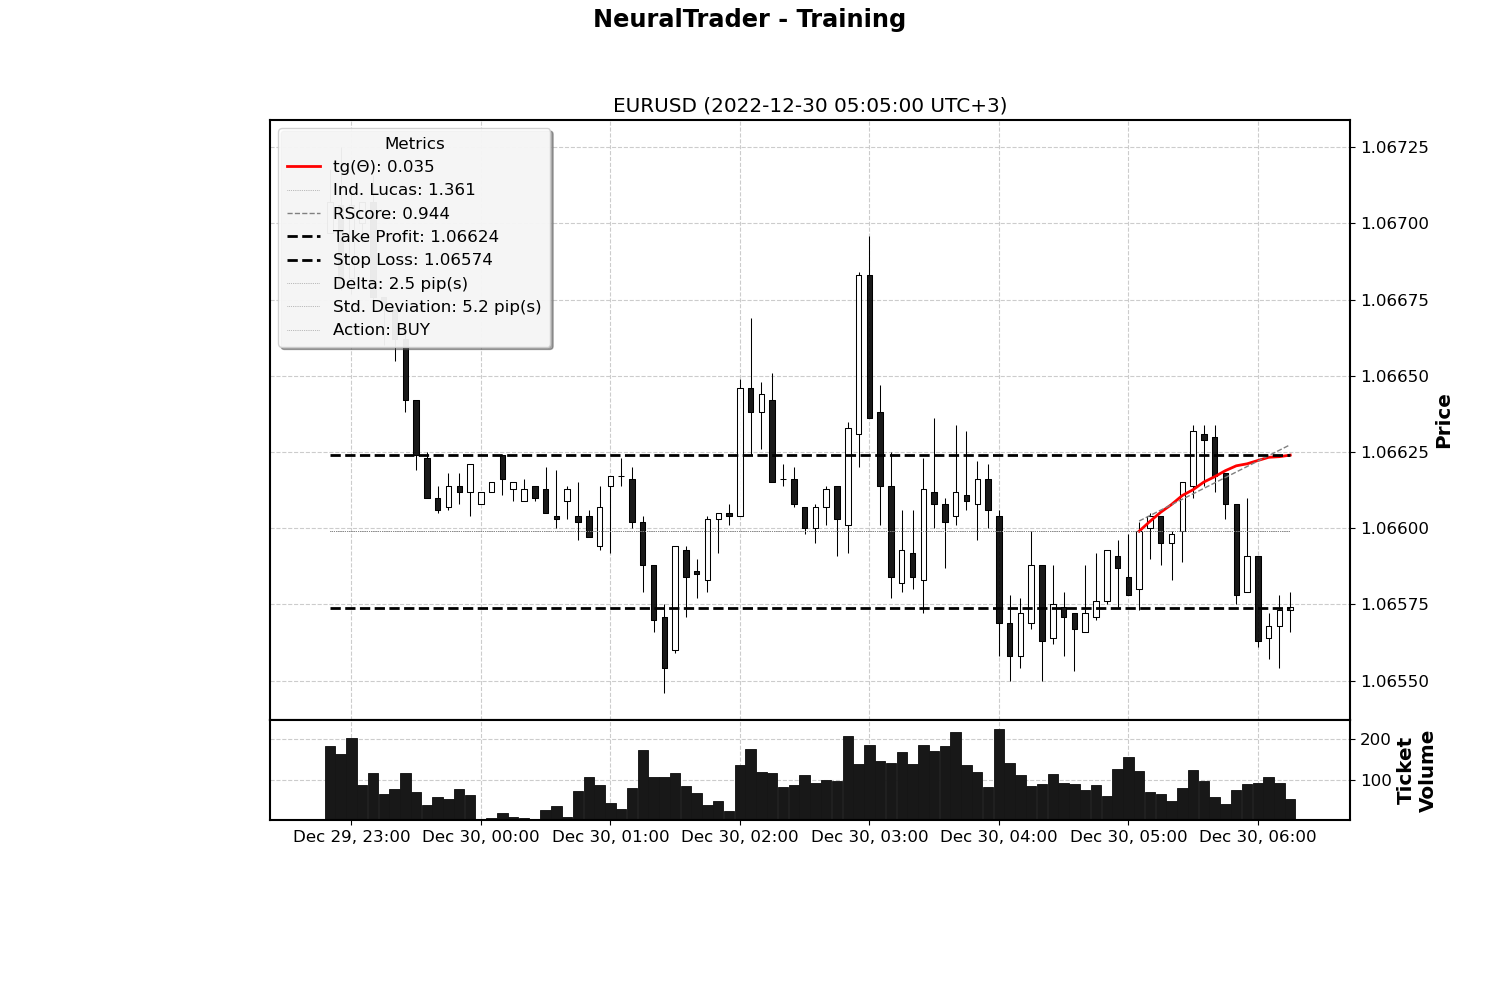 NeuralTrader - Training
EURUSD (2022-12-30 05:05:00 UTC+3)
Metrics
tg(Θ): 0.035
Ind. Lucas: 1.361
RScore: 0.944
Take Profit: 1.06624
Stop Loss: 1.06574
Delta: 2.5 pip(s)
Std. Deviation: 5.2 pip(s)
Action: BUY
1.06725
1.06700
1.06675
1.06650
1.06625
1.06600
1.06575
1.06550
Price
200
100
Ticket
Volume
Dec 29, 23:00
Dec 30, 00:00
Dec 30, 01:00
Dec 30, 02:00
Dec 30, 03:00
Dec 30, 04:00
Dec 30, 05:00
Dec 30, 06:00